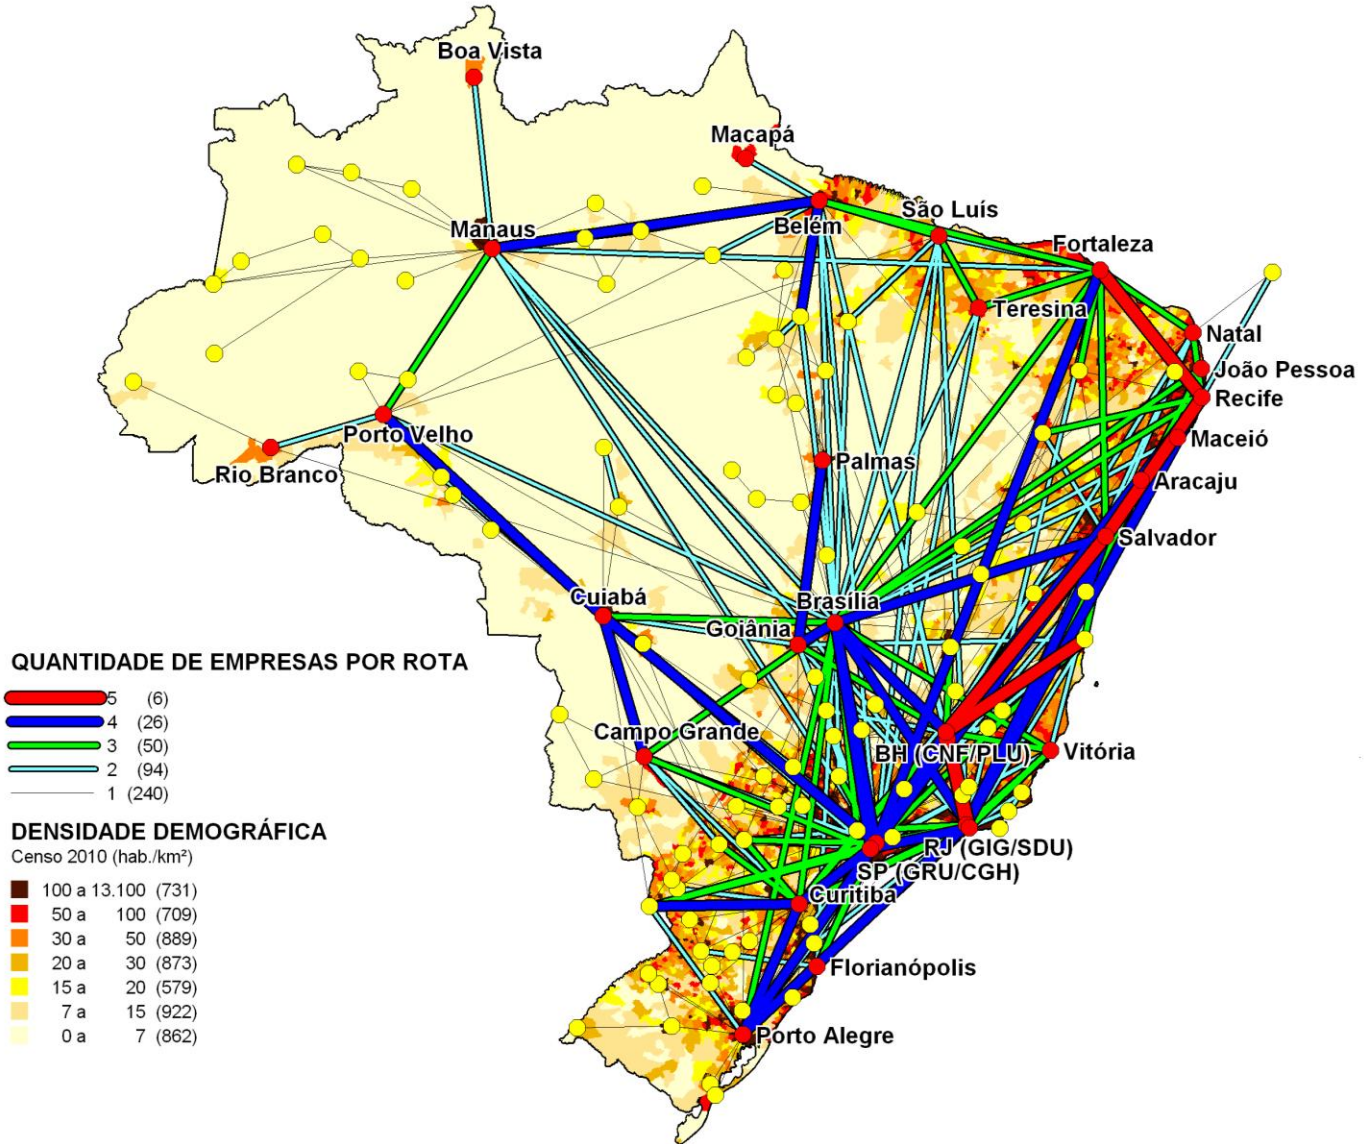 Boa Vista
Macapá
São Luís
Manaus
Belém
Fortaleza
Teresina
Natal
João Pessoa
Recife
Porto Velho
Maceió
Palmas
Rio Branco
Aracaju
Salvador
Cuiabá
Brasília
Goiânia
QUANTIDADE DE EMPRESAS POR ROTA
5 (6)
4 (26)
3 (50)
2 (94)
1 (240)
Campo Grande
BH (CNF/PLU)
Vitória
RJ (GIG/SDU)
SP (GRU/CGH)
Curitiba
Florianópolis
Porto Alegre
DENSIDADE DEMOGRÁFICA
Censo 2010 (hab./km²)
100 a 13.100 (731)
50 a 100 (709)
30 a 50 (889)
20 a 30 (873)
15 a 20 (579)
7 a 15 (922)
0 a 7 (862)